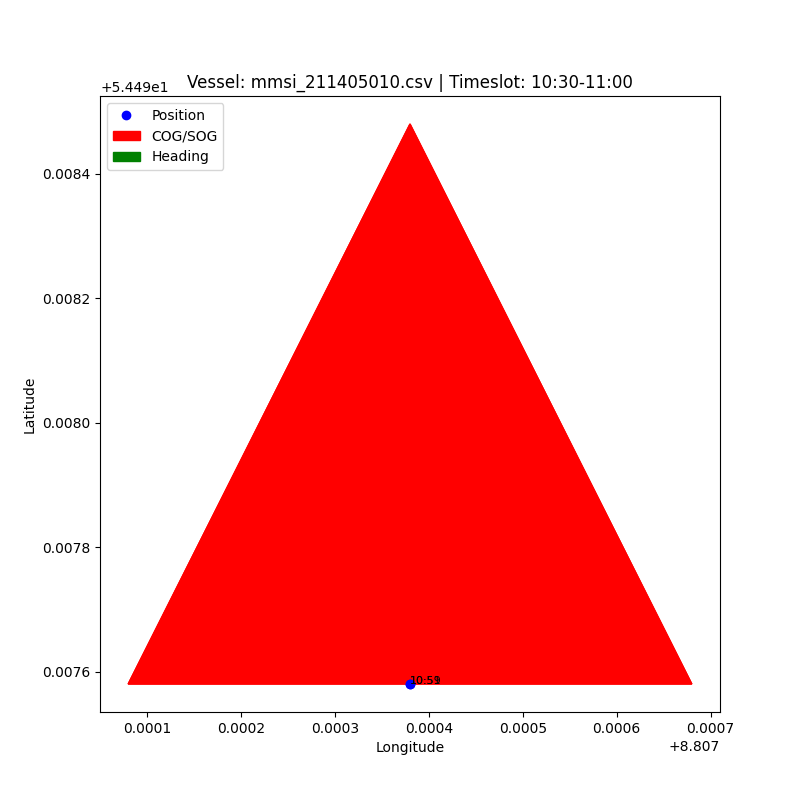 Vessel: mmsi_211405010.csv | Timeslot: 10:30-11:00
+5.449e1
Position
COG/SOG
Heading
0.0084
0.0082
0.0080
0.0078
0.0076
Latitude
0.0001 0.0002 0.0003 0.0004 0.0005 0.0006 0.0007
Longitude
+8.807